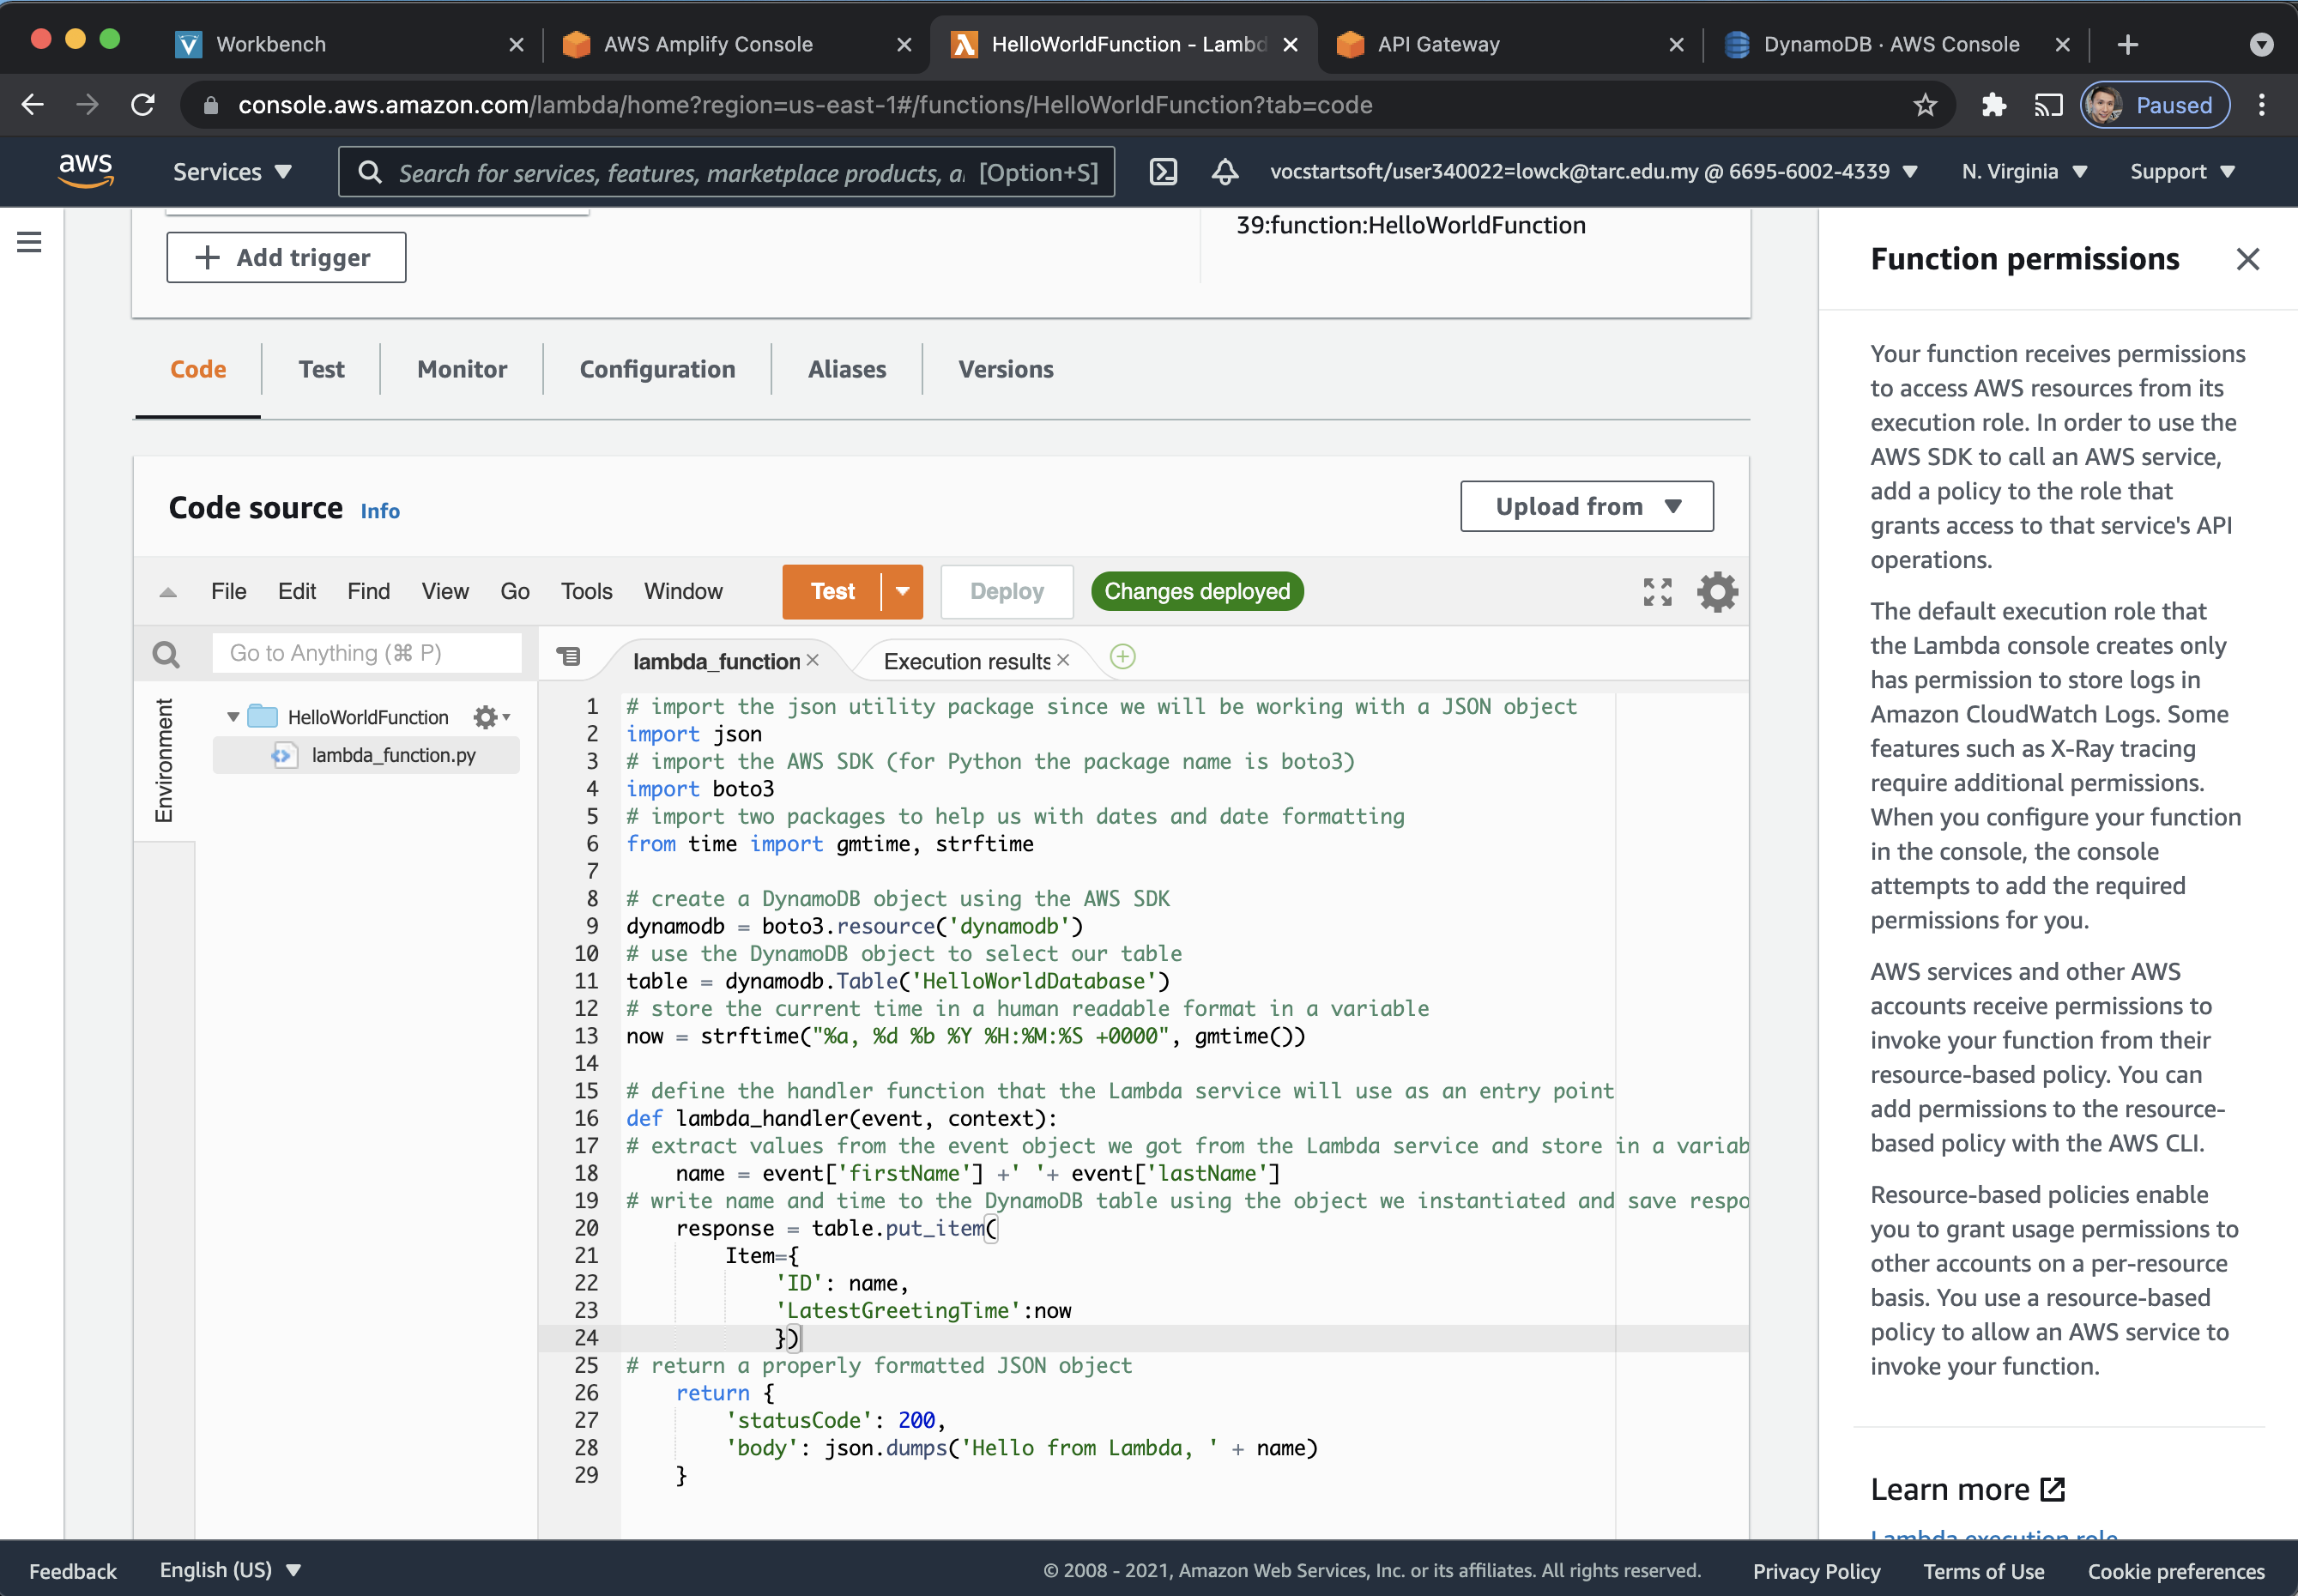 Workbench
AWS Amplify Console
HelloWorldFunction - Lambd
API Gateway
DynamoDB · AWS Console
console.aws.amazon.com/lambda/home?region=us-east-1#/functions/HelloWorldFunction?tab=code
Paused
aws
Services
Search for services, features, marketplace products, a
[Option+S]
vocstartsoft/user340022=lowck@tarc.edu.my @ 6695-6002-4339
N. Virginia
Support
Add trigger
39:function:HelloWorldFunction
Code
Test
Monitor
Configuration
Aliases
Versions
Code source Info
Upload from
File
Edit
Find
View
Go
Tools
Window
Test
Deploy
Changes deployed
Go to Anything (⌘ P)
lambda_function
Execution results
Environment
HelloWorldFunction
lambda_function.py
1 # import the json utility package since we will be working with a JSON object
2 import json
3 # import the AWS SDK (for Python the package name is boto3)
4 import boto3
5 # import two packages to help us with dates and date formatting
6 from time import gmtime, strftime
7
8 # create a DynamoDB object using the AWS SDK
9 dynamodb = boto3.resource('dynamodb')
10 # use the DynamoDB object to select our table
11 table = dynamodb.Table('HelloWorldDatabase')
12 # store the current time in a human readable format in a variable
13 now = strftime("%a, %d %b %Y %H:%M:%S +0000", gmtime())
14
15 # define the handler function that the Lambda service will use as an entry point
16 def lambda_handler(event, context):
17 # extract values from the event object we got from the Lambda service and store in a variab
18 name = event['firstName'] +' '+ event['lastName']
19 # write name and time to the DynamoDB table using the object we instantiated and save respo
20 response = table.put_item(
21 Item={
22 'ID': name,
23 'LatestGreetingTime':now
24 })
25 # return a properly formatted JSON object
26 return {
27 'statusCode': 200,
28 'body': json.dumps('Hello from Lambda, ' + name)
29 }
Function permissions
Your function receives permissions
to access AWS resources from its
execution role. In order to use the
AWS SDK to call an AWS service,
add a policy to the role that
grants access to that service's API
operations.
The default execution role that
the Lambda console creates only
has permission to store logs in
Amazon CloudWatch Logs. Some
features such as X-Ray tracing
require additional permissions.
When you configure your function
in the console, the console
attempts to add the required
permissions for you.
AWS services and other AWS
accounts receive permissions to
invoke your function from their
resource-based policy. You can
add permissions to the resource-
based policy with the AWS CLI.
Resource-based policies enable
you to grant usage permissions to
other accounts on a per-resource
basis. You use a resource-based
policy to allow an AWS service to
invoke your function.
Learn more
Lambda execution role
Feedback
English (US)
© 2008 - 2021, Amazon Web Services, Inc. or its affiliates. All rights reserved.
Privacy Policy
Terms of Use
Cookie preferences